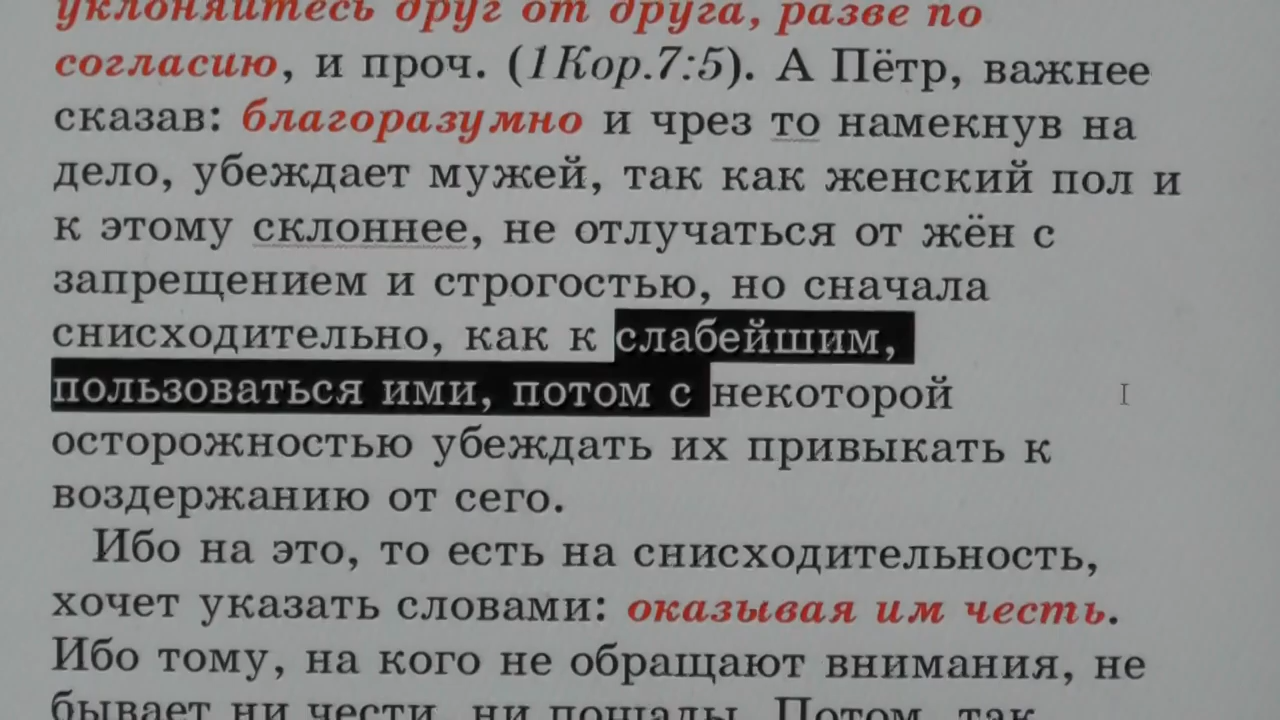 уклоняйтесь друг от друга, разве по
согласию, и проч. (1Кор.7:5). А Пётр, важнее
сказав: благоразумно и чрез то намекнув на
дело, убеждает мужей, так как женский пол и
к этому склоннее, не отлучаться от жён с
запрещением и строгостью, но сначала
снисходительно, как к слабейшим,
пользоваться ими, потом с некоторой
осторожностью убеждать их привыкать к
воздержанию от сего.
Ибо на это, то есть на снисходительность,
хочет указать словами: оказывая им честь.
Ибо тому, на кого не обращают внимания, не
бывает ни чести, ни пощады. Потом, так